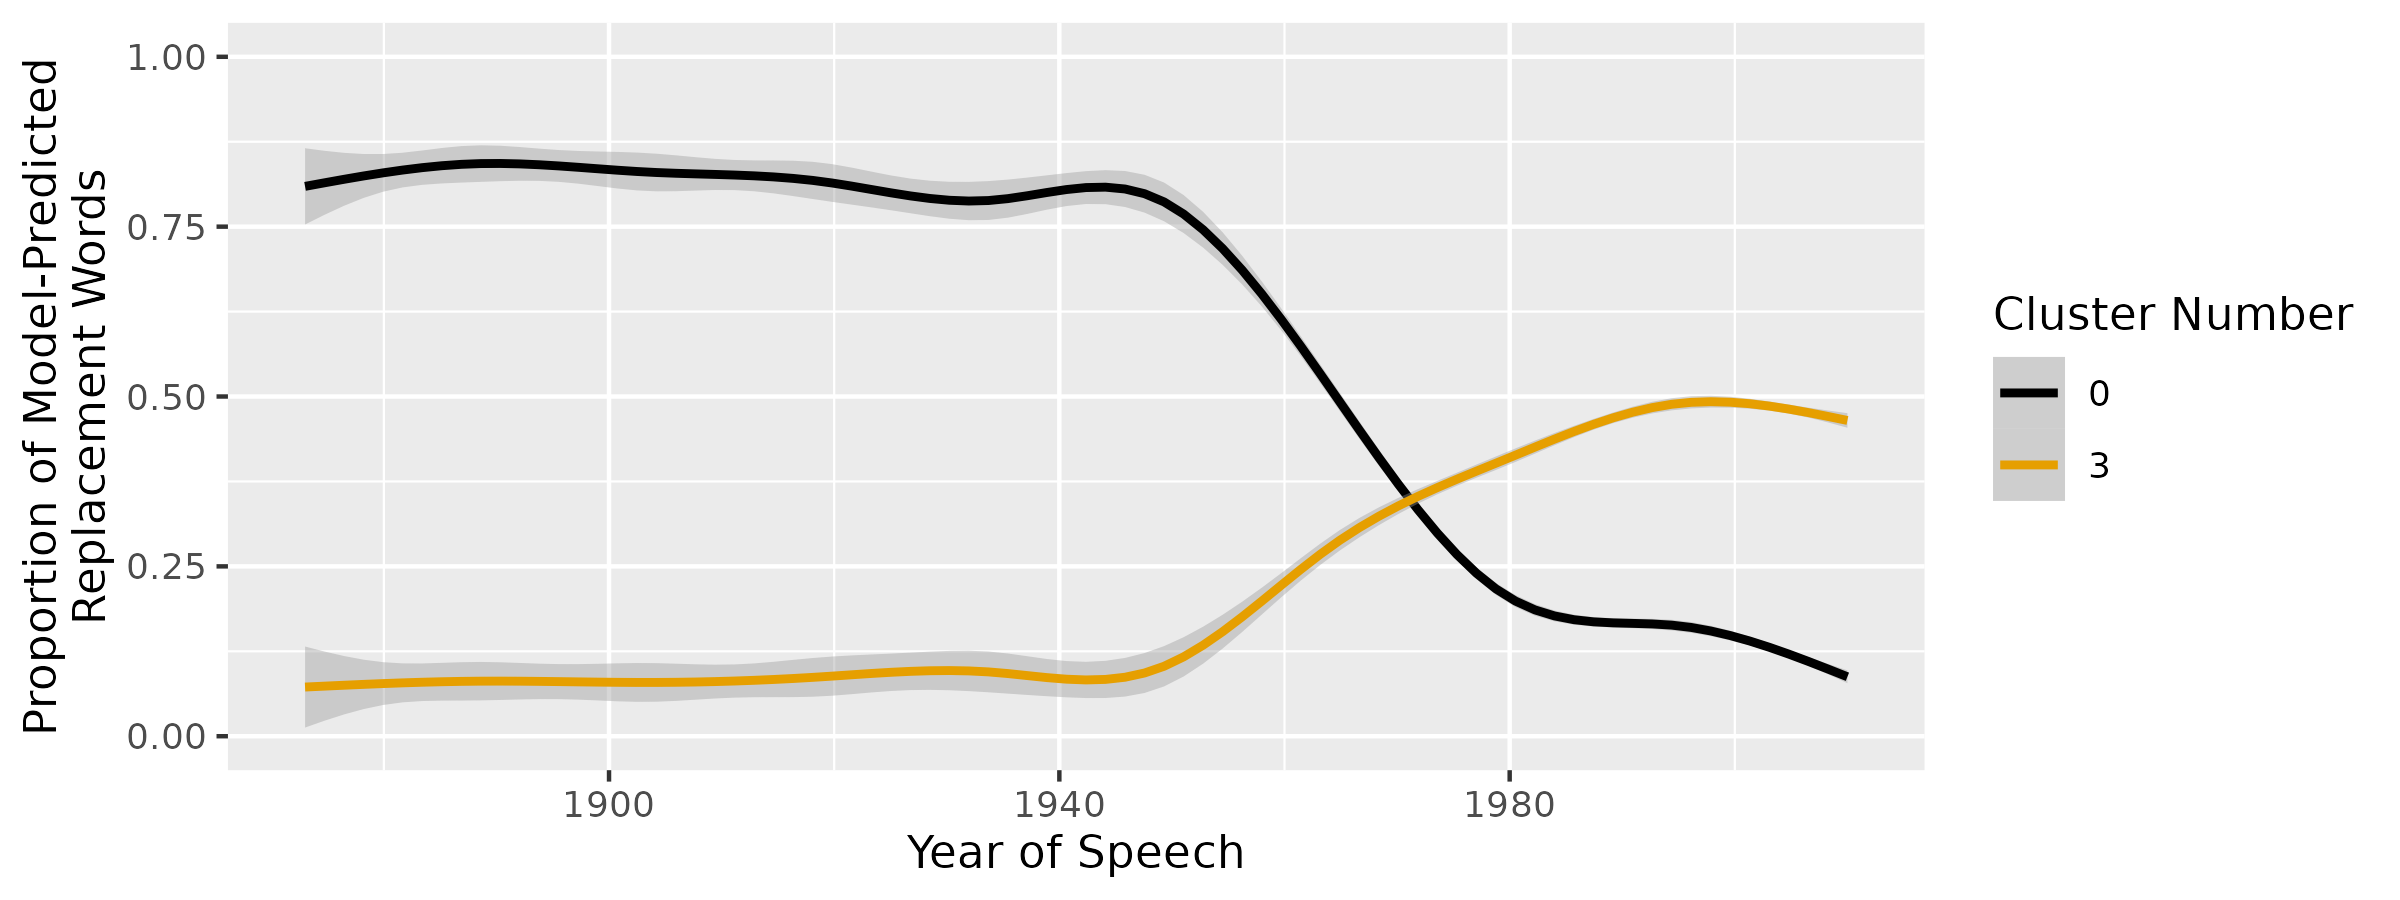 Proportion of Model-Predicted
Replacement Words
1.00
0.75
0.50
0.25
0.00
1900
1940
1980
Year of Speech
Cluster Number
0
3